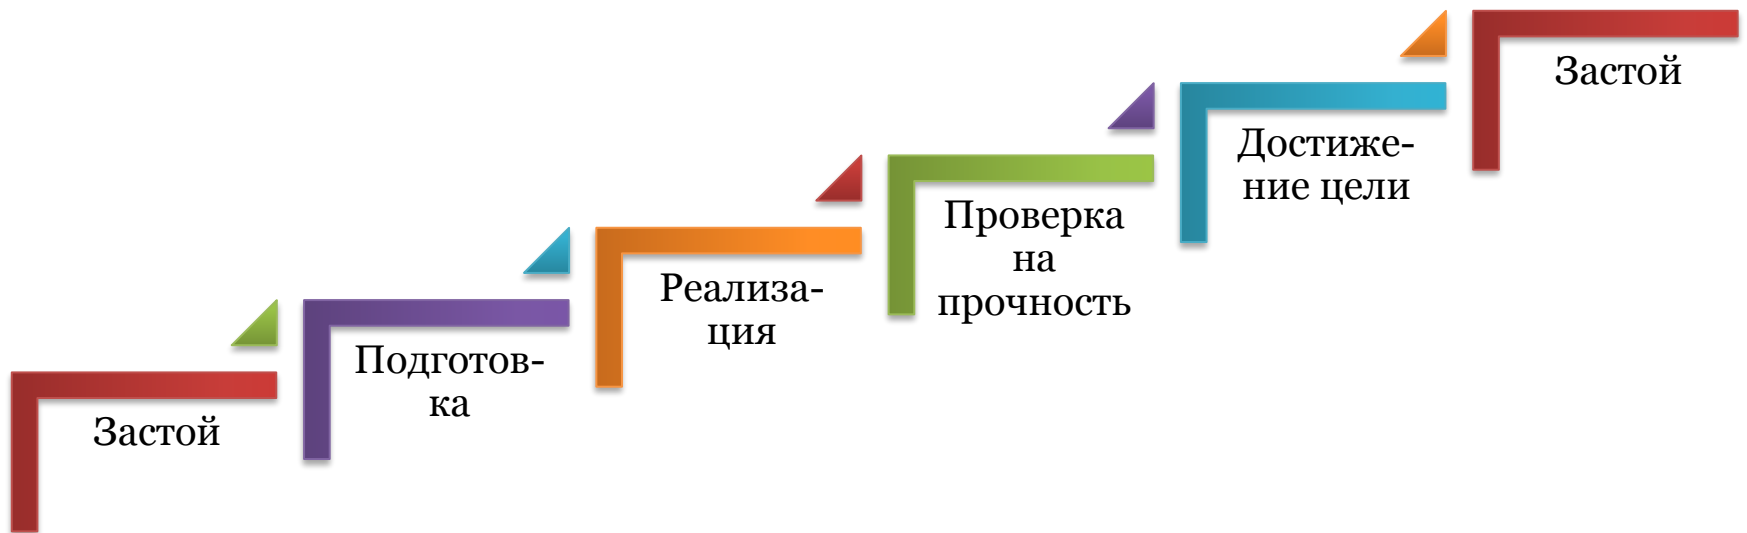 Застой
Подготов-
ка
Реализа-
ция
Проверка
на
прочность
Достиже-
ние цели
Застой